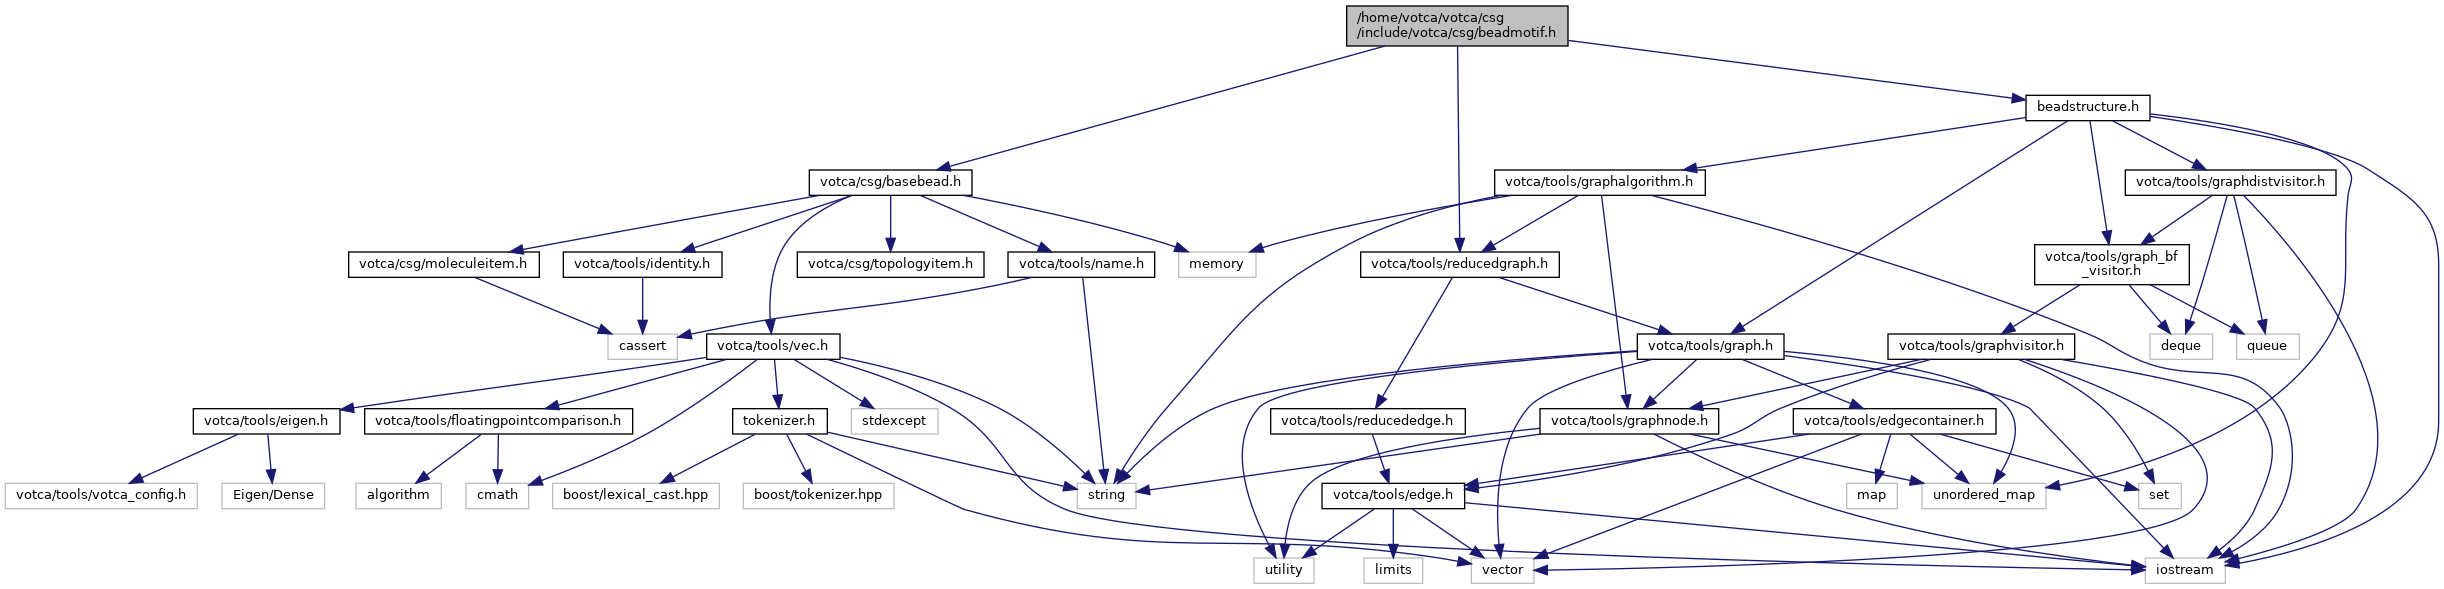 /home/votca/votca/csg
/include/votca/csg/beadmotif.h
beadstructure.h
votca/csg/basebead.h
votca/tools/graphalgorithm.h
votca/tools/graphdistvisitor.h
votca/csg/moleculeitem.h
votca/tools/identity.h
votca/csg/topologyitem.h
votca/tools/name.h
memory
votca/tools/reducedgraph.h
votca/tools/graph_bf
_visitor.h
cassert
votca/tools/vec.h
votca/tools/graph.h
votca/tools/graphvisitor.h
deque
queue
votca/tools/eigen.h
votca/tools/floatingpointcomparison.h
tokenizer.h
stdexcept
votca/tools/reducededge.h
votca/tools/graphnode.h
votca/tools/edgecontainer.h
votca/tools/votca_config.h
Eigen/Dense
algorithm
cmath
boost/lexical_cast.hpp
boost/tokenizer.hpp
string
votca/tools/edge.h
map
unordered_map
set
utility
limits
vector
iostream